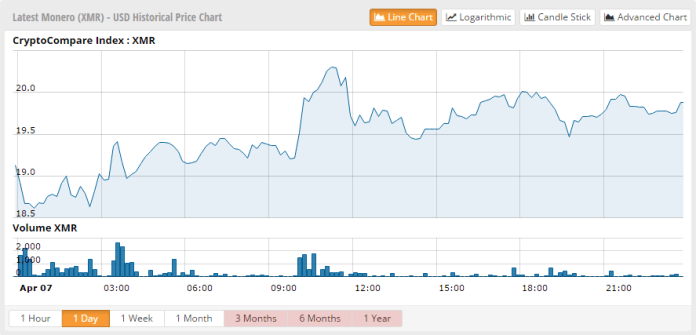 Latest Monero (XMR) - USD Historical Price Chart
Line Chart
Logarithmic
Candle Stick
Advanced Chart
CryptoCompare Index : XMR
20.0
19.5
19.0
18.5
Volume XMR
2,000
1,000
0
Apr 07 03:00 06:00 09:00 12:00 15:00 18:00 21:00
1 Hour 1 Day 1 Week 1 Month 3 Months 6 Months 1 Year